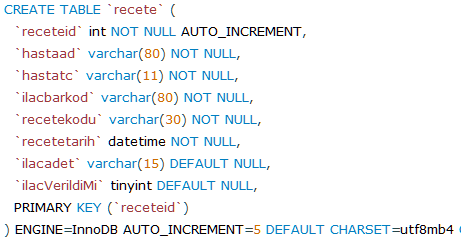 CREATE TABLE `recete` (
`receteid` int NOT NULL AUTO_INCREMENT,
`hastaad` varchar(80) NOT NULL,
`hastatc` varchar(11) NOT NULL,
`ilacbarkod` varchar(80) NOT NULL,
`recetekodu` varchar(30) NOT NULL,
`recetetarih` datetime NOT NULL,
`ilacadet` varchar(15) DEFAULT NULL,
`ilacVerildiMi` tinyint DEFAULT NULL,
PRIMARY KEY (`receteid`)
) ENGINE=InnoDB AUTO_INCREMENT=5 DEFAULT CHARSET=utf8mb4